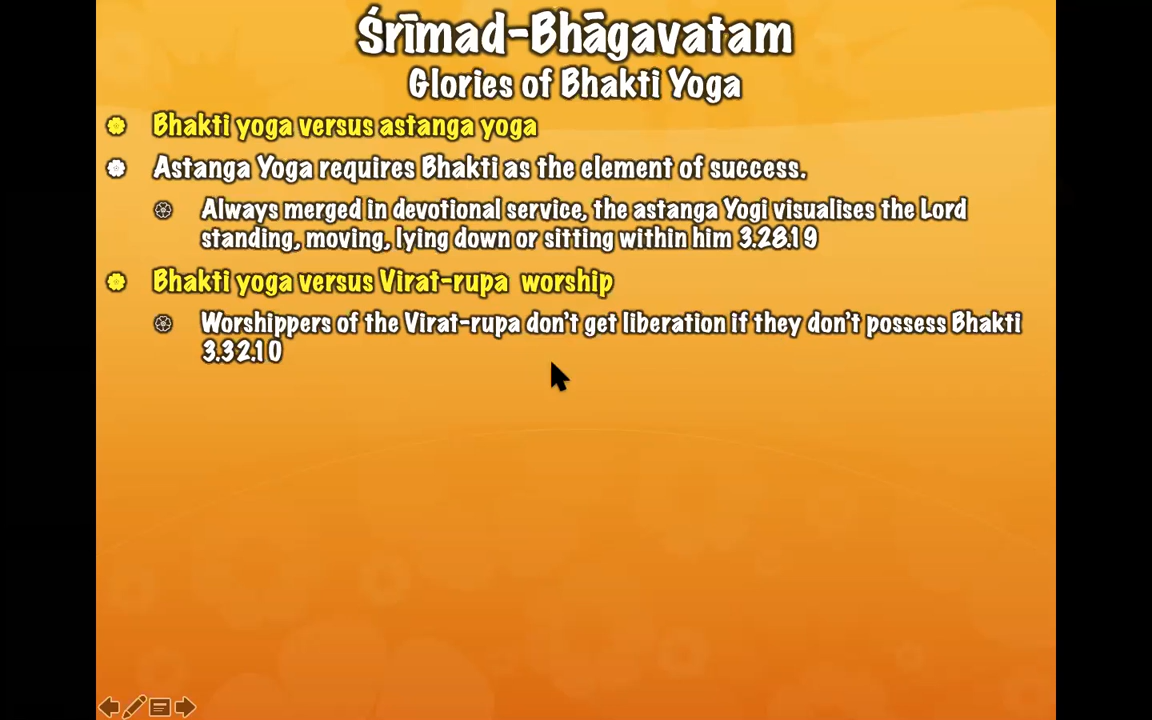 Śrīmad-Bhāgavatam
Glories of Bhakti Yoga
Bhakti yoga versus astanga yoga
Astanga Yoga requires Bhakti as the element of success.
Always merged in devotional service, the astanga Yogi visualises the Lord
standing, moving, lying down or sitting within him 3.28.19
Bhakti yoga versus Virat-rupa worship
Worshippers of the Virat-rupa don't get liberation if they don't possess Bhakti
3.32.10